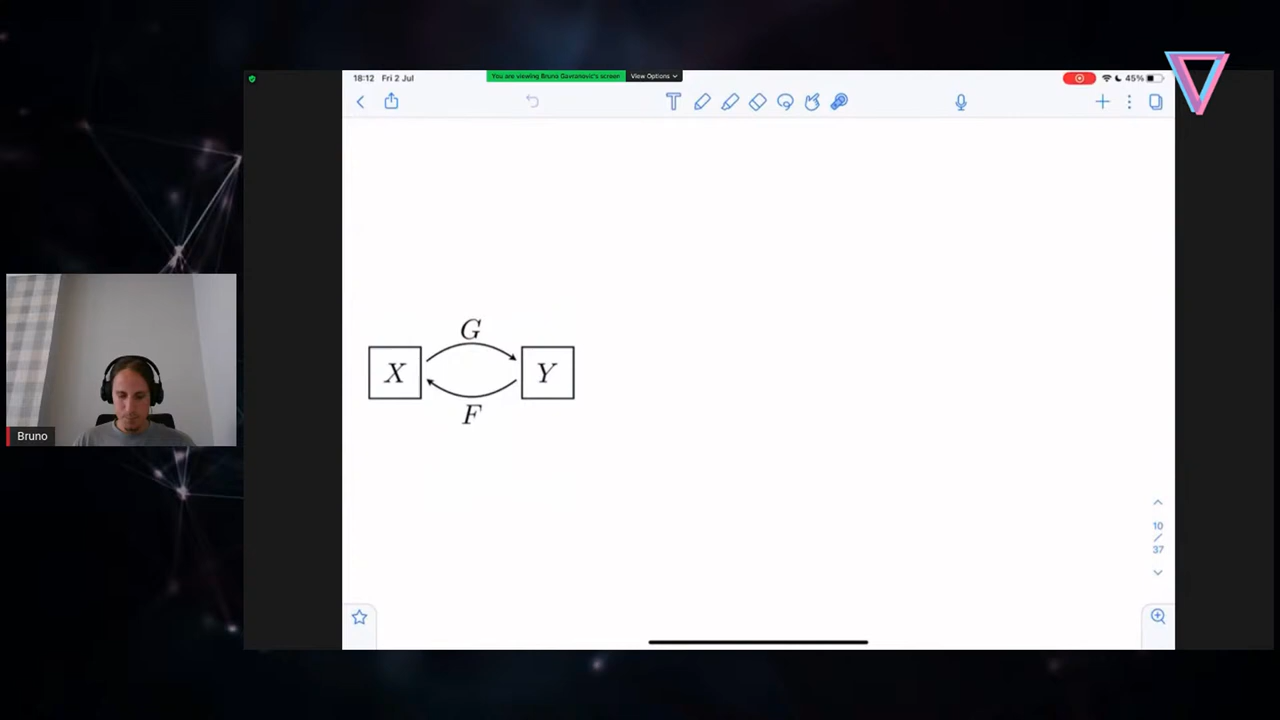 18:12 Fri 2 Jul
You are viewing Bruno Gavranovic's screen View Options
45%
G
X Y
F
Bruno
10
/
37